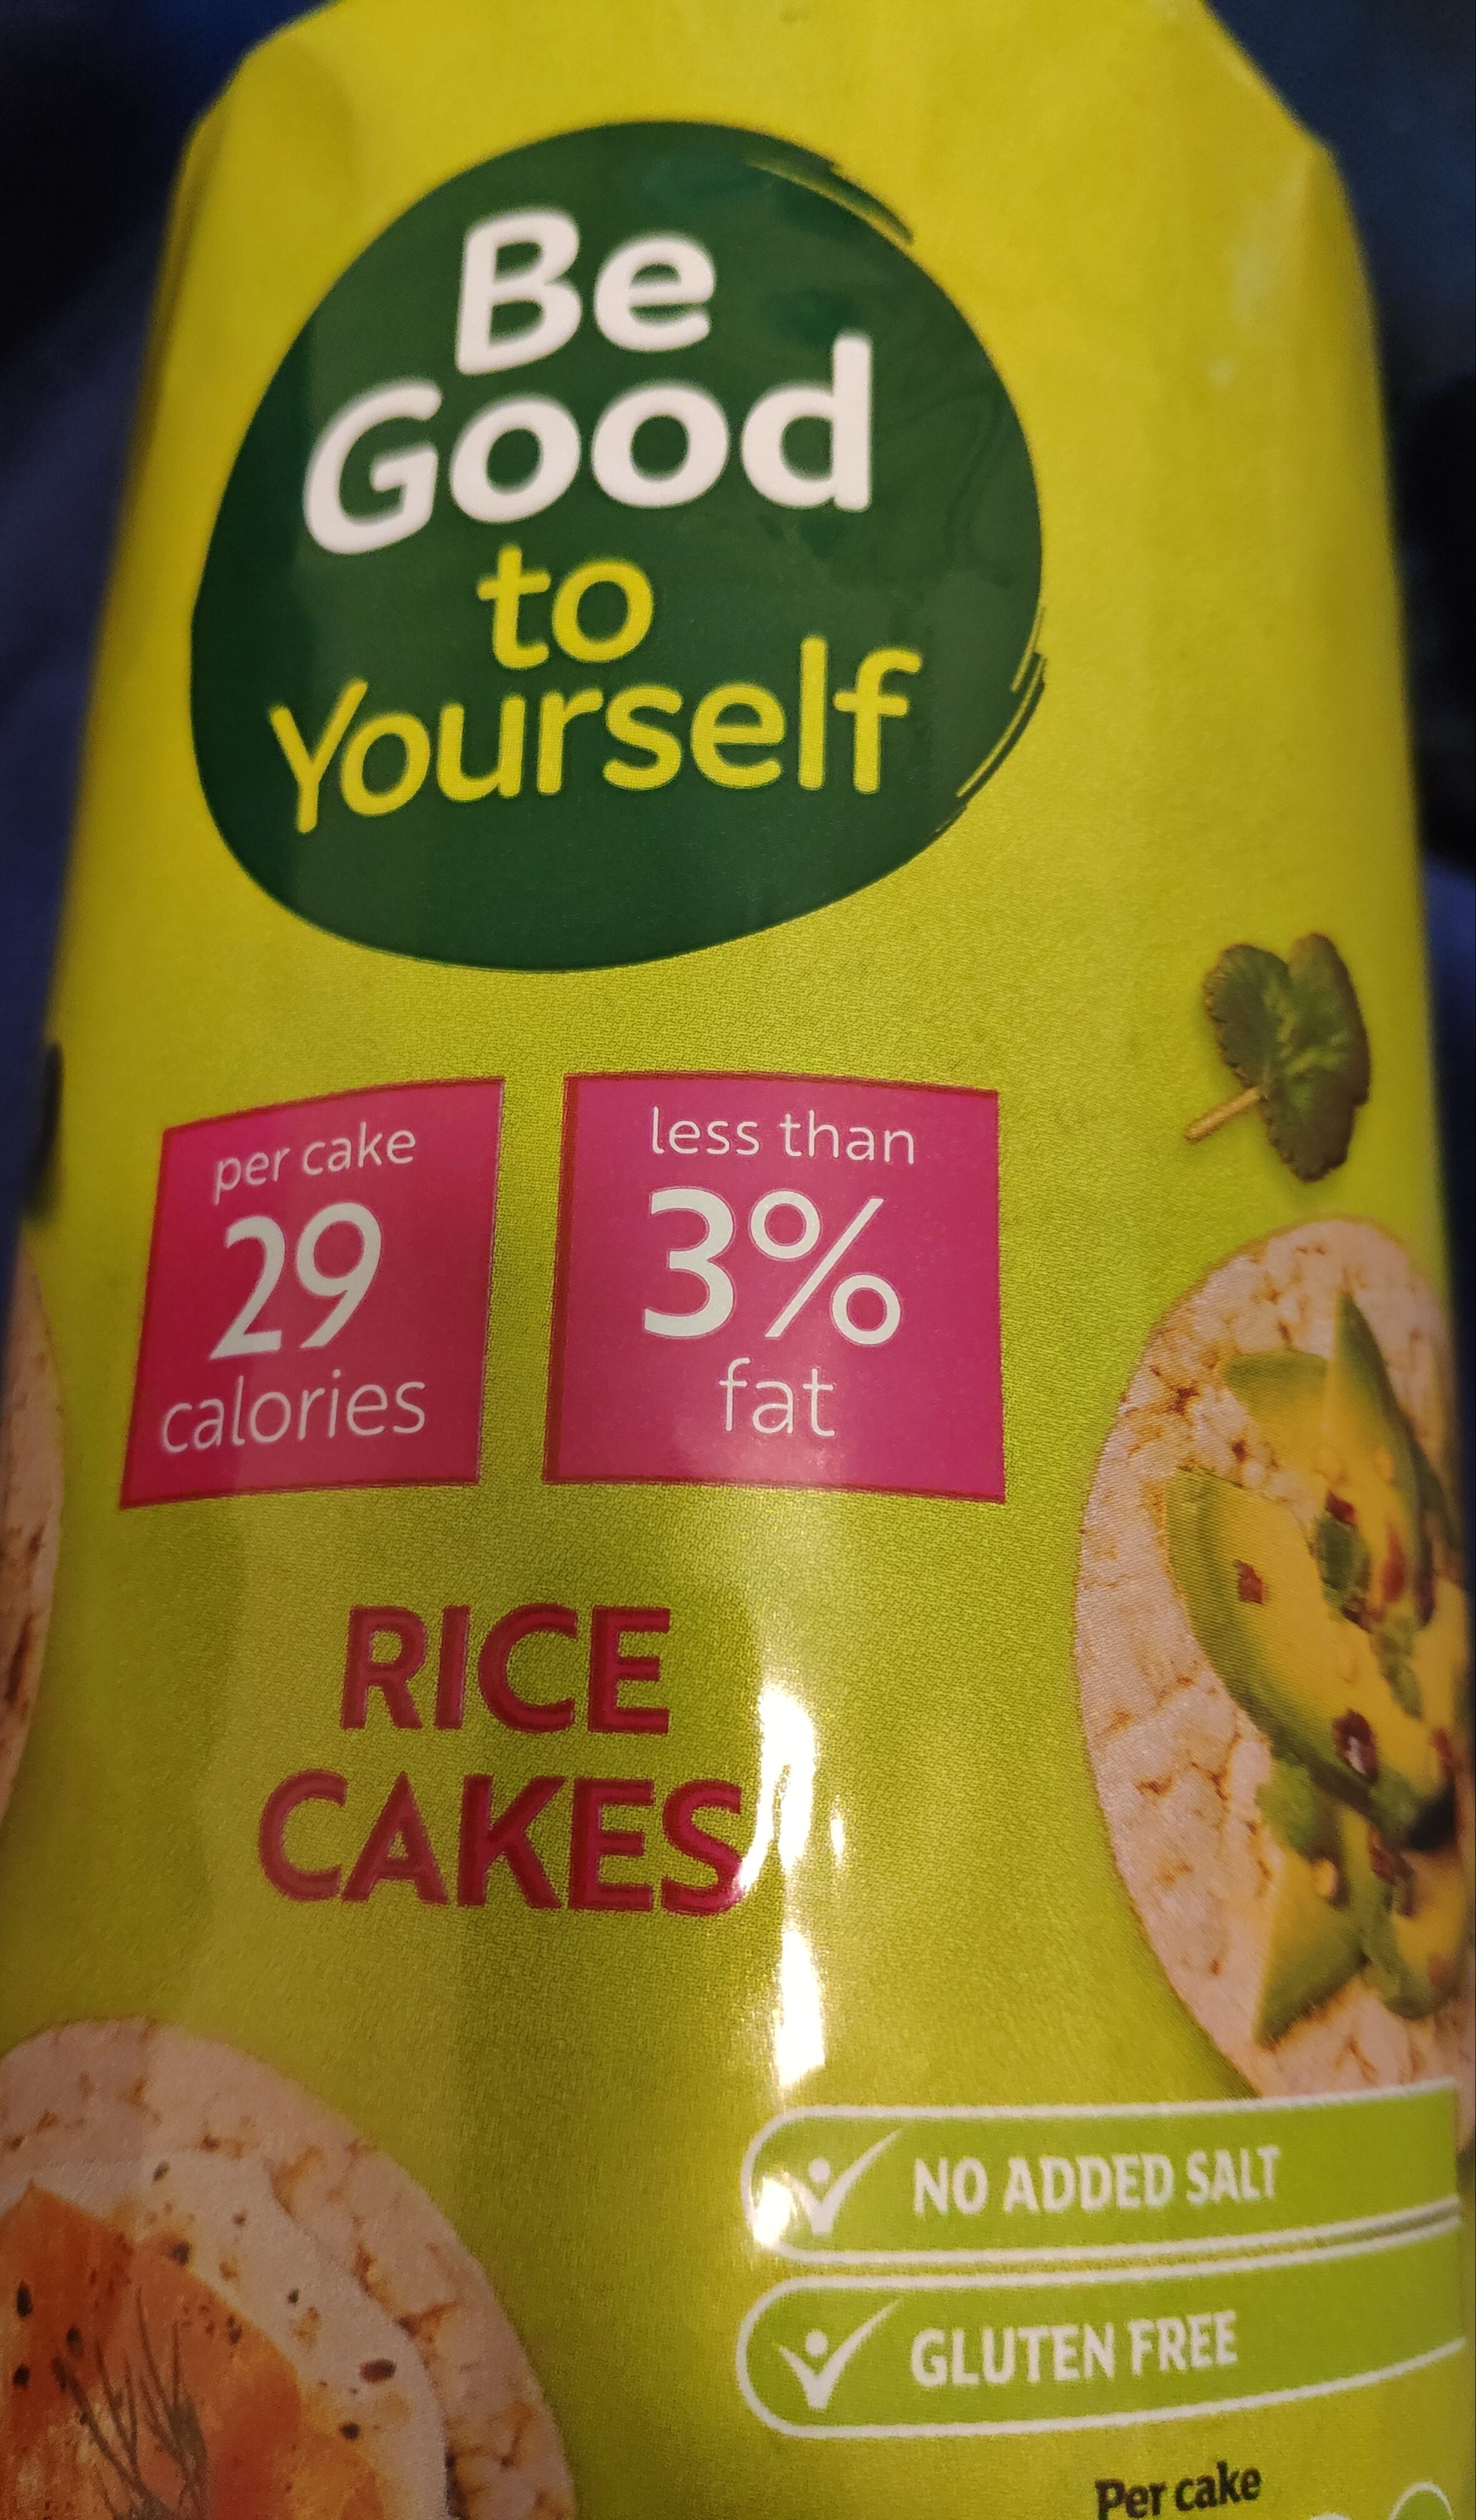 Be
Good
to
Yourself
per cake
29
calories
less than
3%
fat
RICE
CAKES
NO ADDED SALT
GLUTEN FREE
Per cake